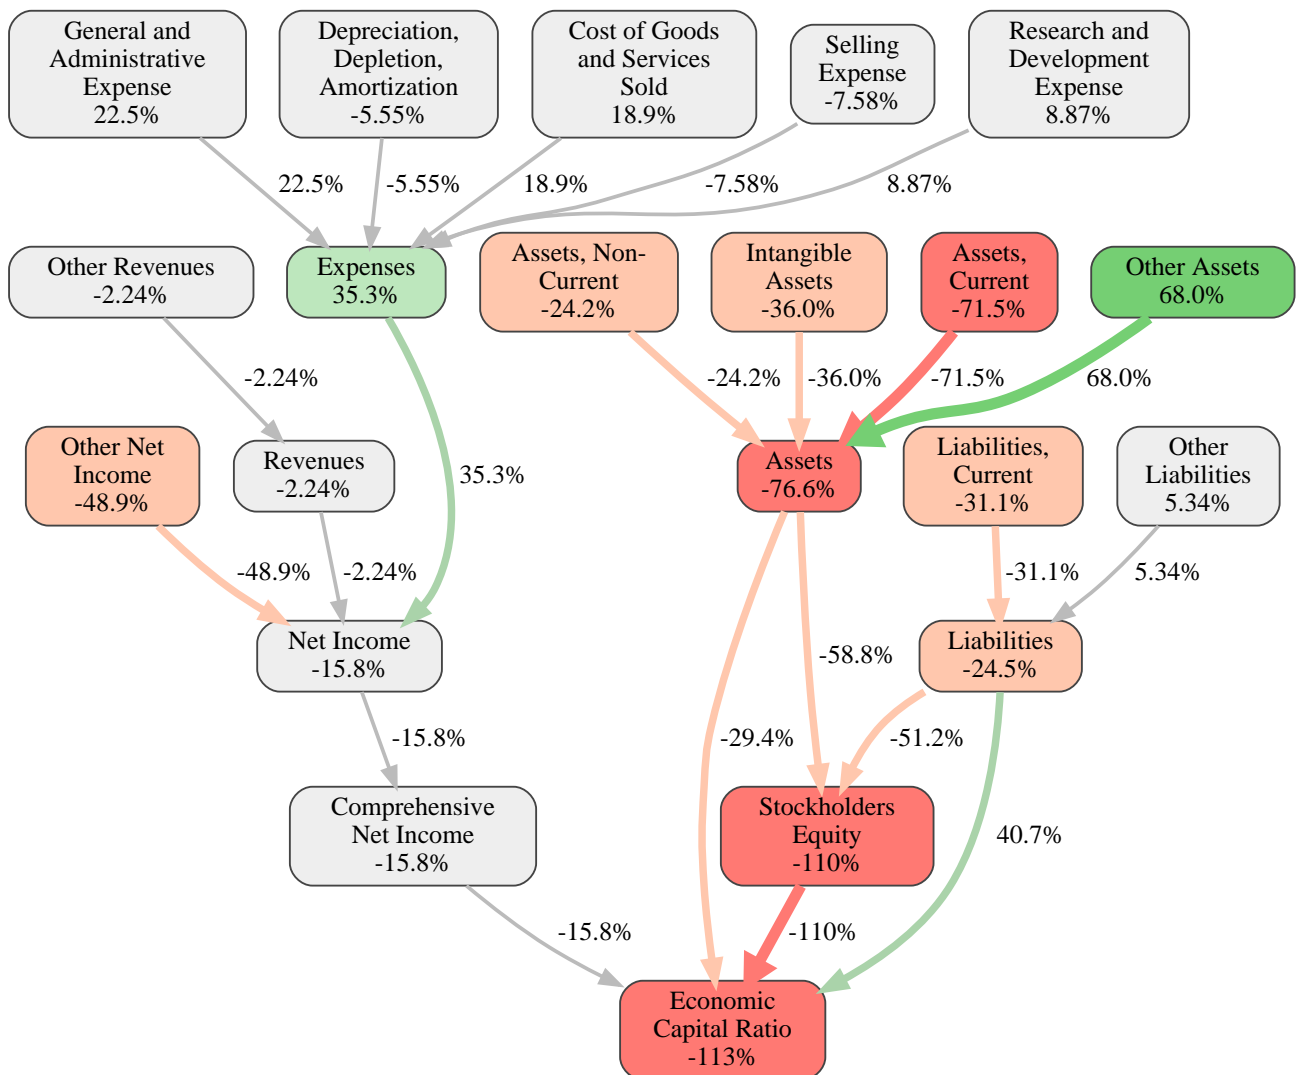 General and
Administrative
Expense
22.5%
Depreciation,
Depletion,
Amortization
-5.55%
Cost of Goods
and Services
Sold
18.9%
Selling
Expense
-7.58%
Research and
Development
Expense
8.87%
22.5%
-5.55%
18.9%
-7.58%
8.87%
Other Revenues
-2.24%
Expenses
35.3%
Assets, Non-
Current
-24.2%
Intangible
Assets
-36.0%
Assets,
Current
-71.5%
Other Assets
68.0%
-2.24%
-24.2%
-36.0%
-71.5%
68.0%
Other Net
Income
-48.9%
Revenues
-2.24%
35.3%
Assets
-76.6%
Liabilities,
Current
-31.1%
Other
Liabilities
5.34%
-48.9%
-2.24%
-31.1%
5.34%
Net Income
-15.8%
-58.8%
Liabilities
-24.5%
-15.8%
-29.4%
-51.2%
Comprehensive
Net Income
-15.8%
Stockholders
Equity
-110%
40.7%
-15.8%
-110%
Economic
Capital Ratio
-113%